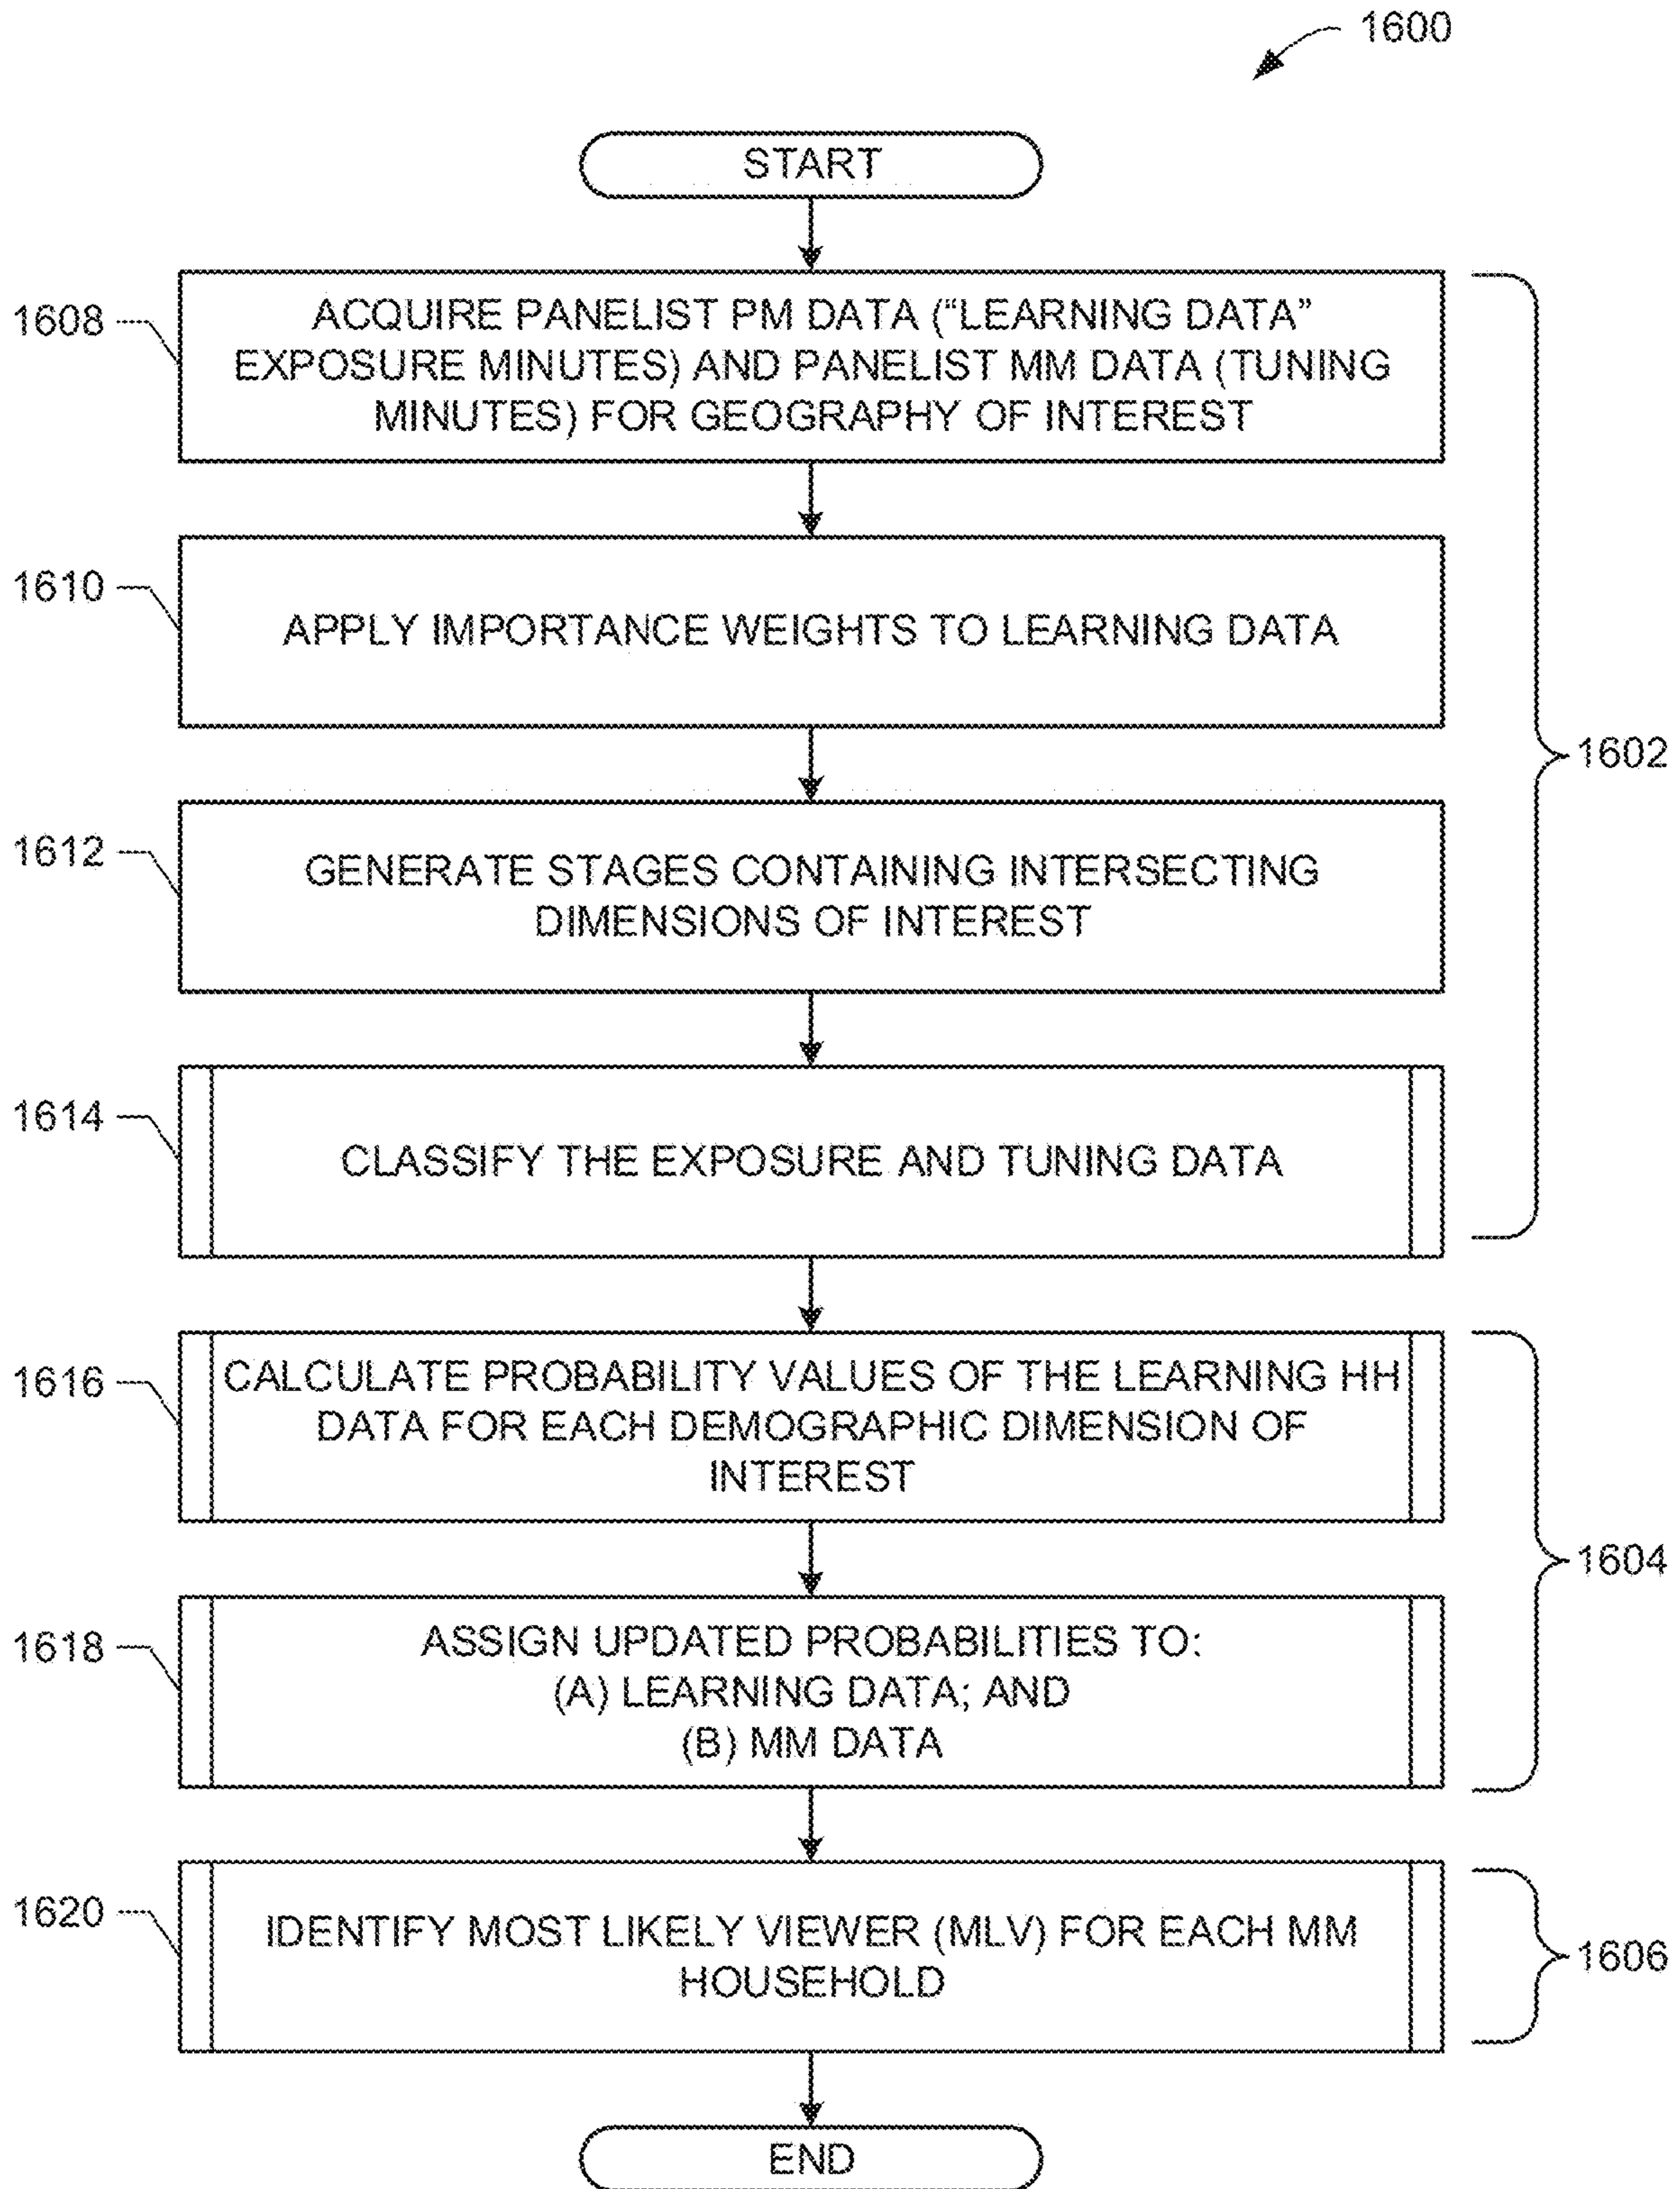 1600
START
1608
ACQUIRE PANELIST PM DATA (“LEARNING DATA”
EXPOSURE MINUTES) AND PANELIST MM DATA (TUNING
MINUTES) FOR GEOGRAPHY OF INTEREST
1610
APPLY IMPORTANCE WEIGHTS TO LEARNING DATA
1602
1612
GENERATE STAGES CONTAINING INTERSECTING
DIMENSIONS OF INTEREST
1614
CLASSIFY THE EXPOSURE AND TUNING DATA
1616
CALCULATE PROBABILITY VALUES OF THE LEARNING HH
DATA FOR EACH DEMOGRAPHIC DIMENSION OF
INTEREST
1604
1618
ASSIGN UPDATED PROBABILITIES TO:
(A) LEARNING DATA; AND
(B) MM DATA
1620
IDENTIFY MOST LIKELY VIEWER (MLV) FOR EACH MM
HOUSEHOLD
1606
END